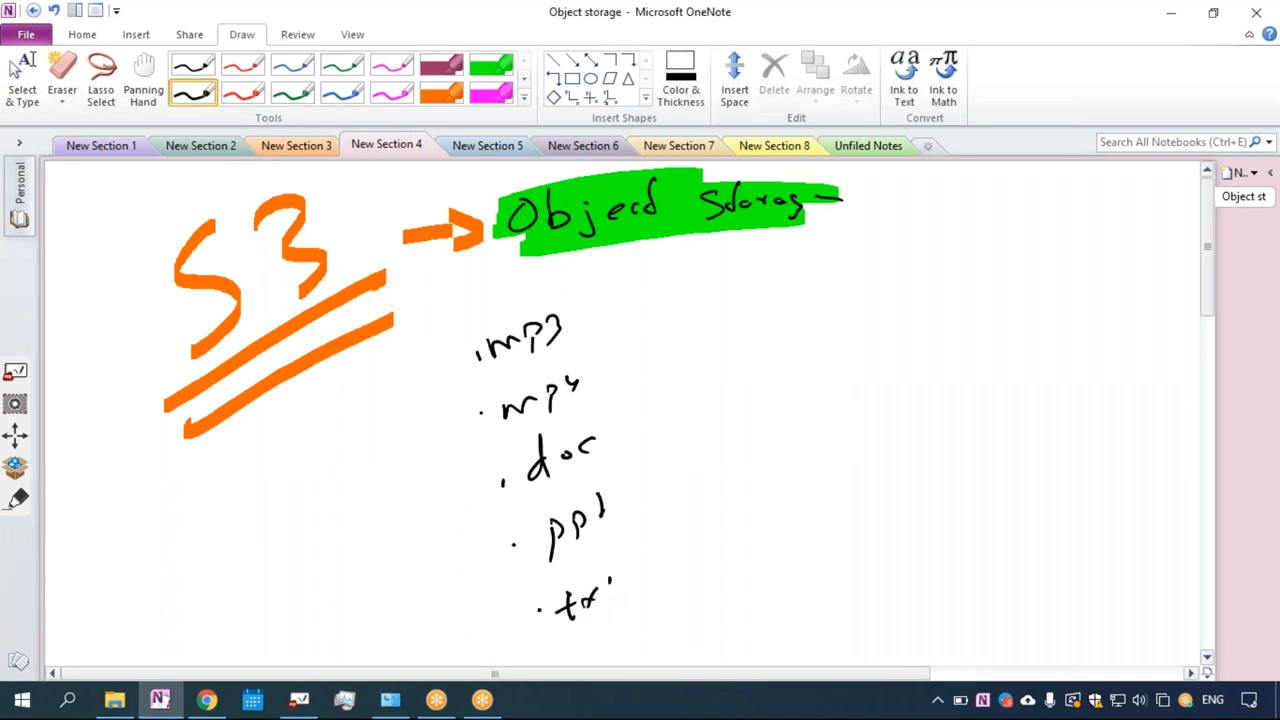 Object storage - Microsoft OneNote
File Home Insert Share Draw Review View
Select & Type
Eraser
Lasso Select
Panning Hand
Color & Thickness
Insert Space
Delete
Arrange
Rotate
Ink to Text
Ink to Math
Tools Insert Shapes Edit Convert
New Section 1 New Section 2 New Section 3 New Section 4 New Section 5 New Section 6 New Section 7 New Section 8 Unfiled Notes Search All Notebooks (Ctrl+E)
Personal
N..
Object st
S3 Object Storage
.mp3
.mp4
.doc
.ppt
.tx
ENG